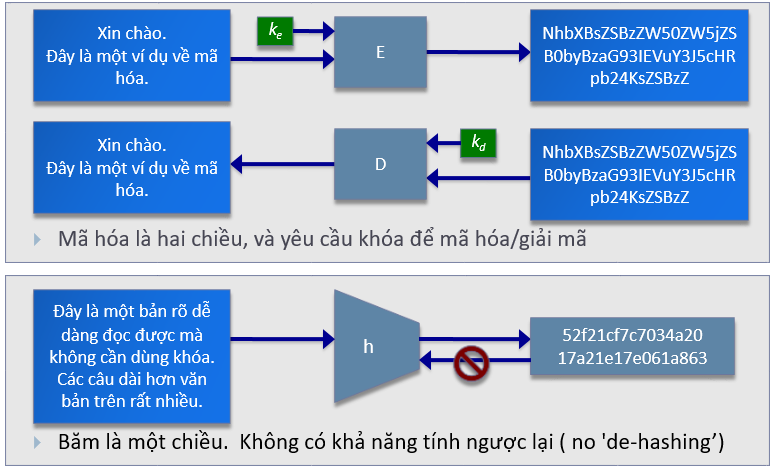 Xin chào.
Đây là một ví dụ về mã
hóa.
ke
E
NhbXBsZSBzZW50ZW5jZS
B0byBzaG93IEVuY3J5cHR
pb24KsZSBzZ
Xin chào.
Đây là một ví dụ về mã
hóa.
D
kd
NhbXBsZSBzZW50ZW5jZS
B0byBzaG93IEVuY3J5cHR
pb24KsZSBzZ
Mã hóa là hai chiều, và yêu cầu khóa để mã hóa/giải mã
Đây là một bản rõ dễ
dàng đọc được mà
không cần dùng khóa.
Các câu dài hơn văn
bản trên rất nhiều.
h
52f21cf7c7034a20
17a21e17e061a863
Băm là một chiều. Không có khả năng tính ngược lại ( no 'de-hashing’)